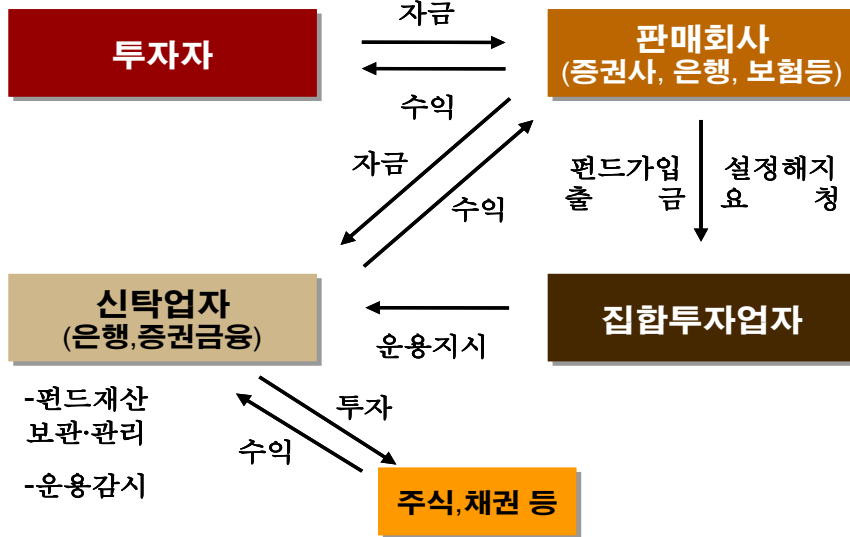 자금
투자자
판매회사
(증권사, 은행, 보험등)
수익
자금
수익
펀드가입
출 금
설정해지
요 청
신탁업자
(은행,증권금융)
집합투자업자
운용지시
-펀드재산
보관·관리
-운용감시
투자
수익
주식,채권 등